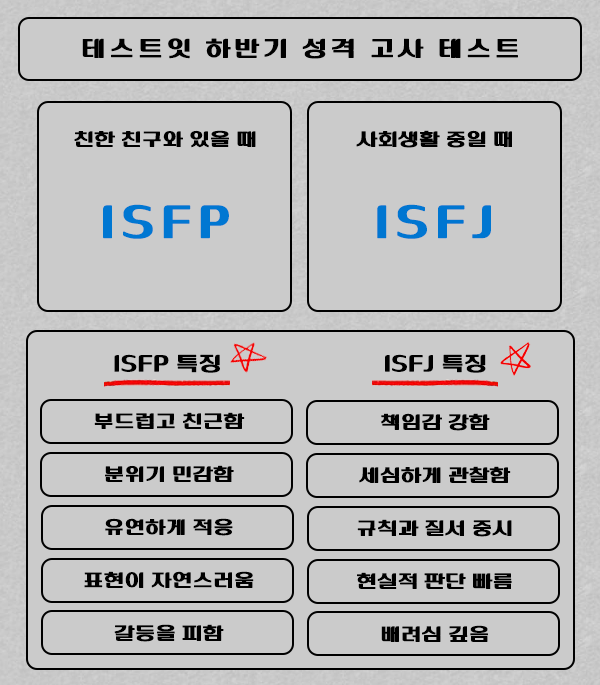 테스트잇 하반기 성격 고사 테스트
친한 친구와 있을 때
ISFP
사회생활 중일 때
ISFJ
ISFP 특징
부드럽고 친근함
분위기 민감함
유연하게 적응
표현이 자연스러움
갈등을 피함
ISFJ 특징
책임감 강함
세심하게 관찰함
규칙과 질서 중시
현실적 판단 빠름
배려심 깊음